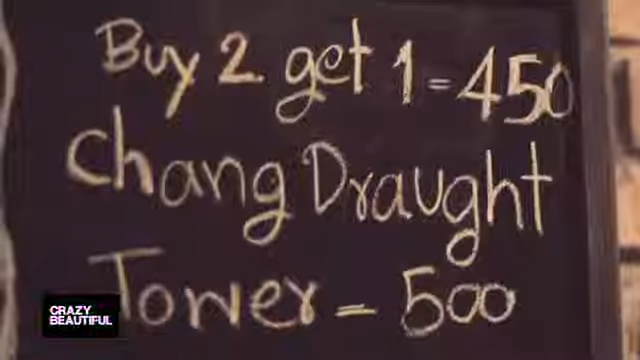 Buy 2 get 1 = 450
Chang Draught
Tower = 500
CRAZY
BEAUTIFUL